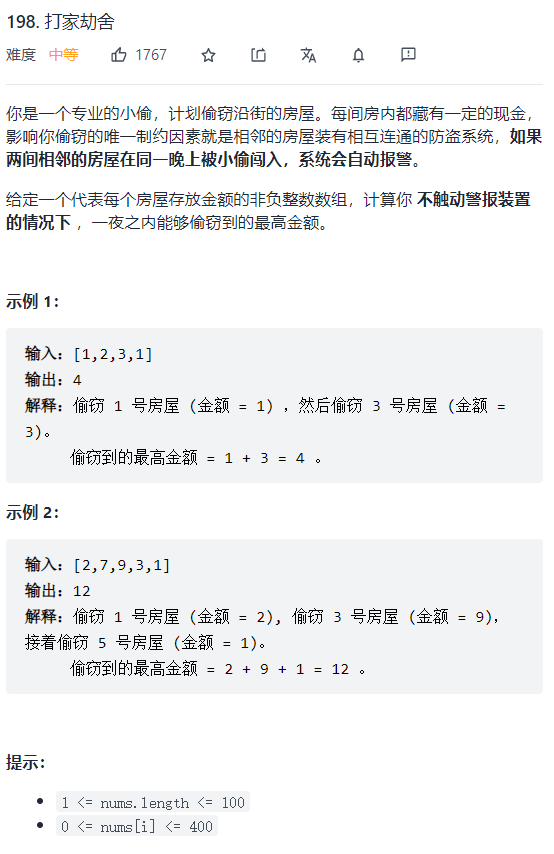 198. 打家劫舍
难度 中等 1767
你是一个专业的小偷，计划偷窃沿街的房屋。每间房内都藏有一定的现金，
影响你偷窃的唯一制约因素就是相邻的房屋装有相互连通的防盗系统，如果
两间相邻的房屋在同一晚上被小偷闯入，系统会自动报警。
给定一个代表每个房屋存放金额的非负整数数组，计算你 不触动警报装置
的情况下 ，一夜之内能够偷窃到的最高金额。
示例 1：
输入：[1,2,3,1]
输出：4
解释：偷窃 1 号房屋 (金额 = 1) ，然后偷窃 3 号房屋 (金额 =
3)。
偷窃到的最高金额 = 1 + 3 = 4 。
示例 2：
输入：[2,7,9,3,1]
输出：12
解释：偷窃 1 号房屋 (金额 = 2), 偷窃 3 号房屋 (金额 = 9)，
接着偷窃 5 号房屋 (金额 = 1)。
偷窃到的最高金额 = 2 + 9 + 1 = 12 。
提示：
1 <= nums.length <= 100
0 <= nums[i] <= 400